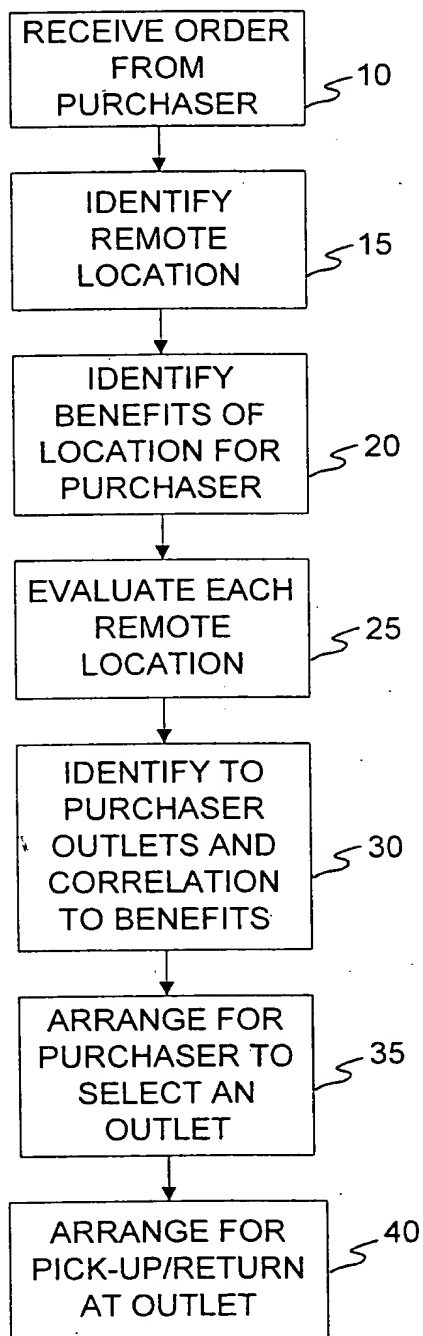 RECEIVE ORDER
FROM
PURCHASER
10
IDENTIFY
REMOTE
LOCATION
15
IDENTIFY
BENEFITS OF
LOCATION FOR
PURCHASER
20
EVALUATE EACH
REMOTE
LOCATION
25
IDENTIFY TO
PURCHASER
OUTLETS AND
CORRELATION
TO BENEFITS
30
ARRANGE FOR
PURCHASER TO
SELECT AN
OUTLET
35
ARRANGE FOR
PICK-UP/RETURN
AT OUTLET
40